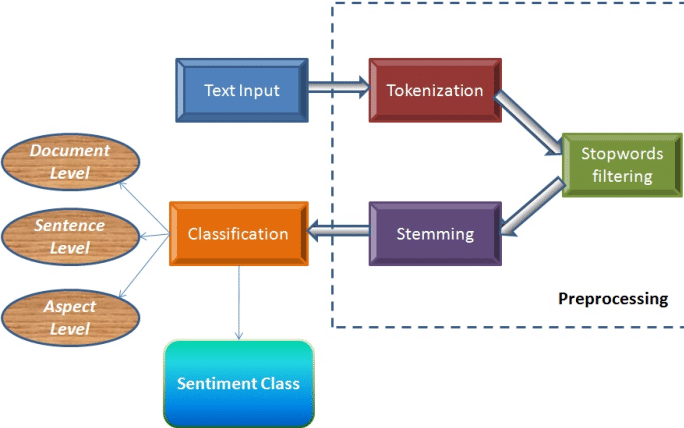 Text Input
Tokenization
Stopwords
filtering
Document
Level
Sentence
Level
Classification
Stemming
Aspect
Level
Preprocessing
Sentiment Class